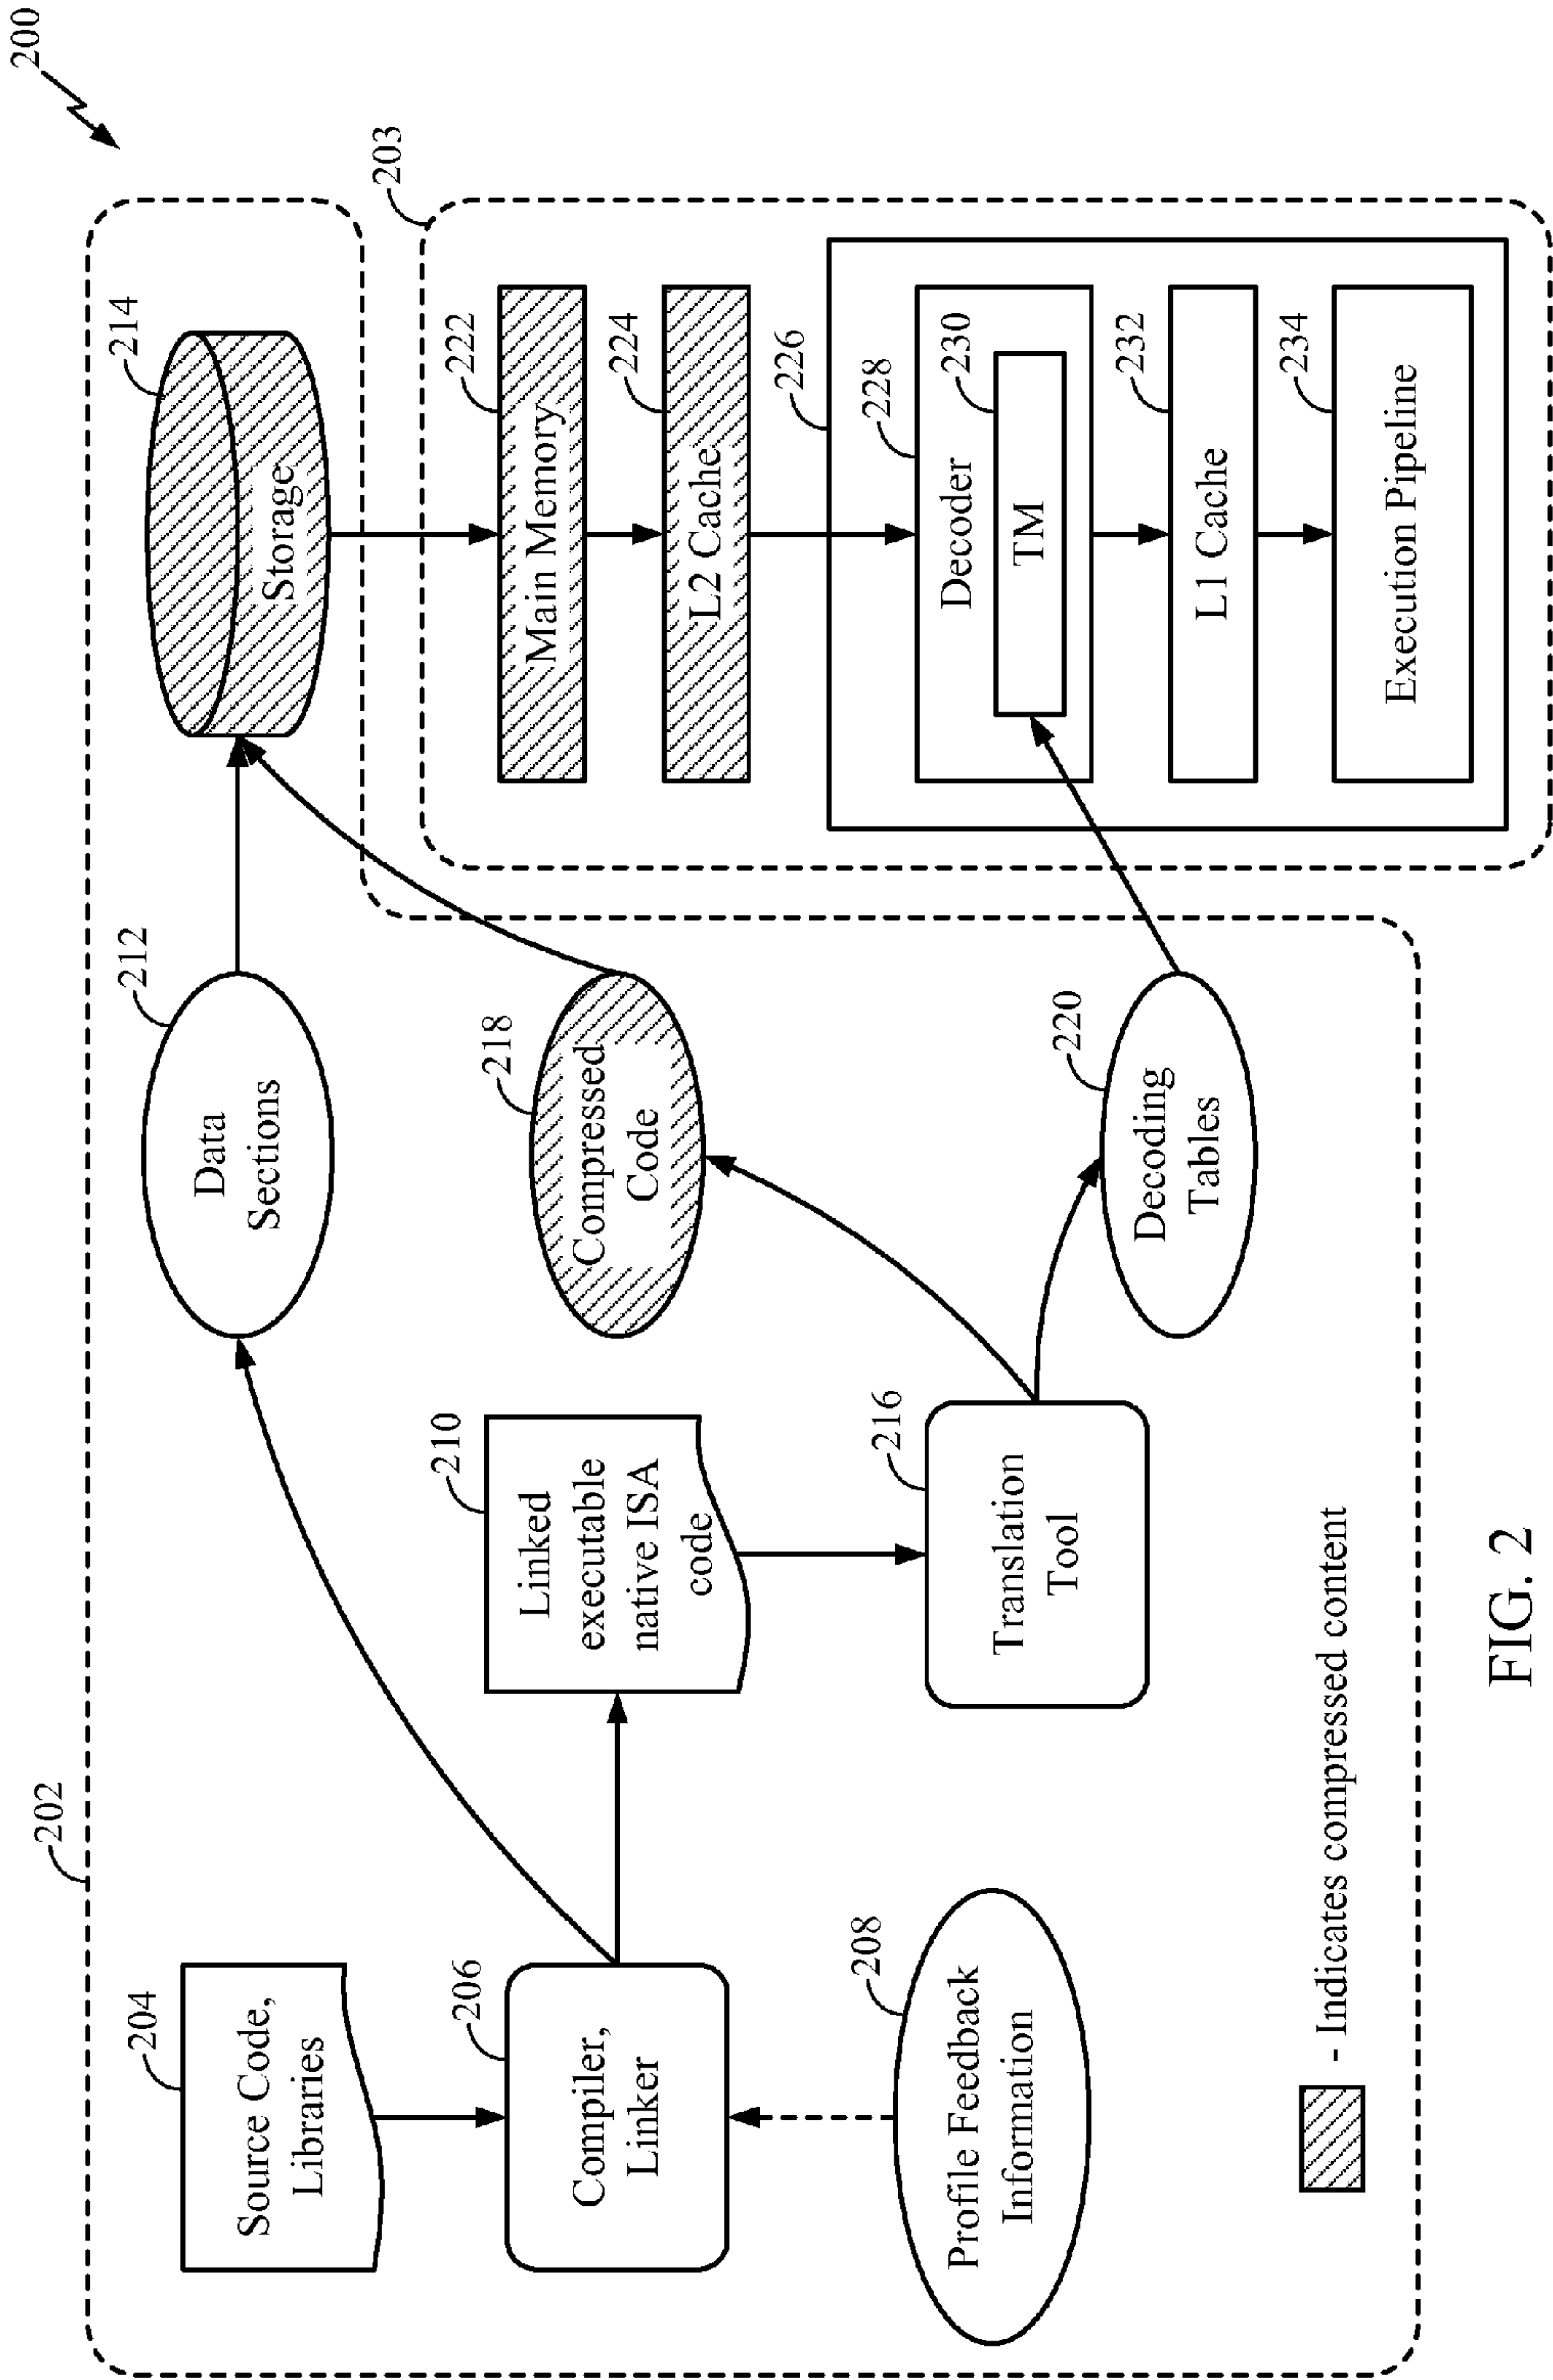 200
202
204
Source Code,
Libraries
206
Compiler,
Linker
208
Profile Feedback
Information
210
Linked
executable
native ISA
code
212
Data
Sections
214
Storage
216
Translation
Tool
218
Compressed
Code
220
Decoding
Tables
203
222
Main Memory
224
L2 Cache
226
228
Decoder
230
TM
232
L1 Cache
234
Execution Pipeline
- Indicates compressed content
FIG. 2